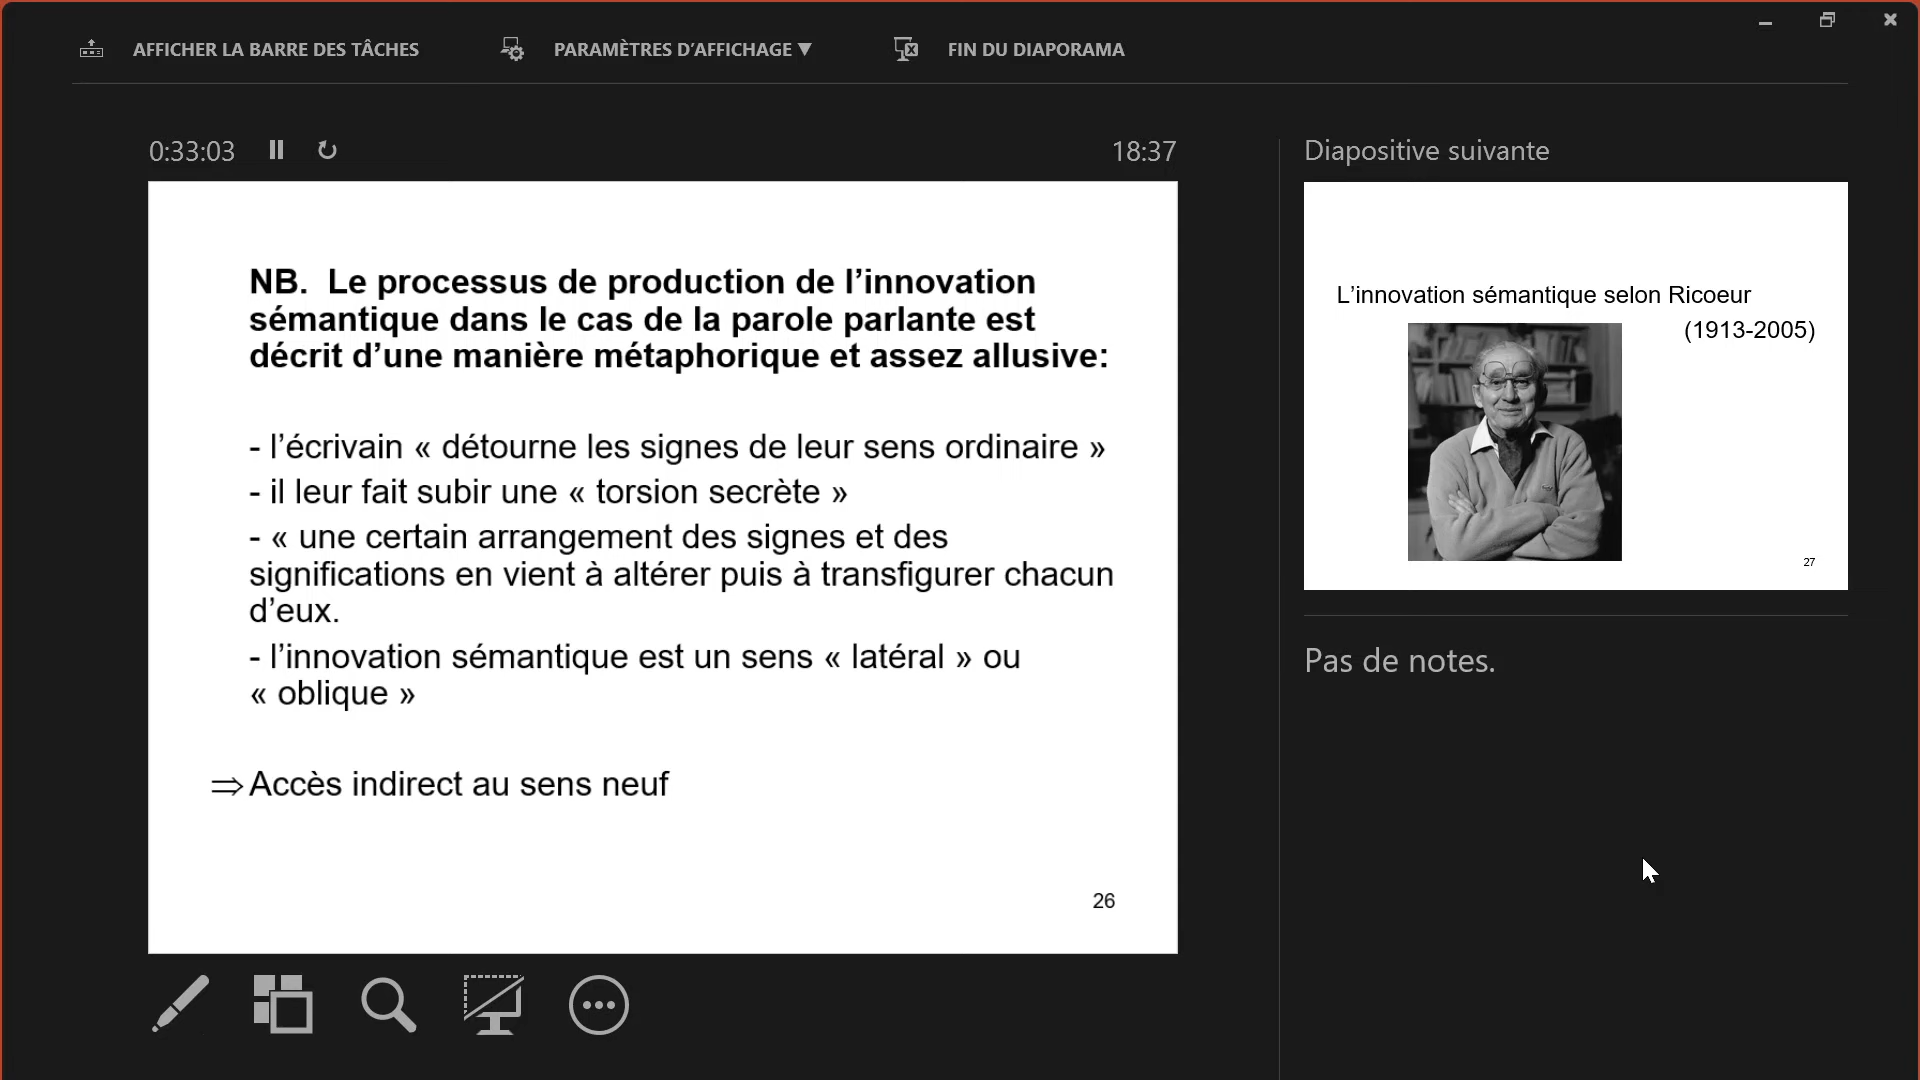 AFFICHER LA BARRE DES TÂCHES
PARAMÈTRES D'AFFICHAGE ▼
FIN DU DIAPORAMA
0:33:03
18:37
NB. Le processus de production de l’innovation
sémantique dans le cas de la parole parlante est
décrit d’une manière métaphorique et assez allusive:
- l’écrivain « détourne les signes de leur sens ordinaire »
- il leur fait subir une « torsion secrète »
- « une certain arrangement des signes et des
significations en vient à altérer puis à transfigurer chacun
d’eux.
- l’innovation sémantique est un sens « latéral » ou
« oblique »
⇒ Accès indirect au sens neuf
26
Diapositive suivante
L’innovation sémantique selon Ricoeur
(1913-2005)
27
Pas de notes.